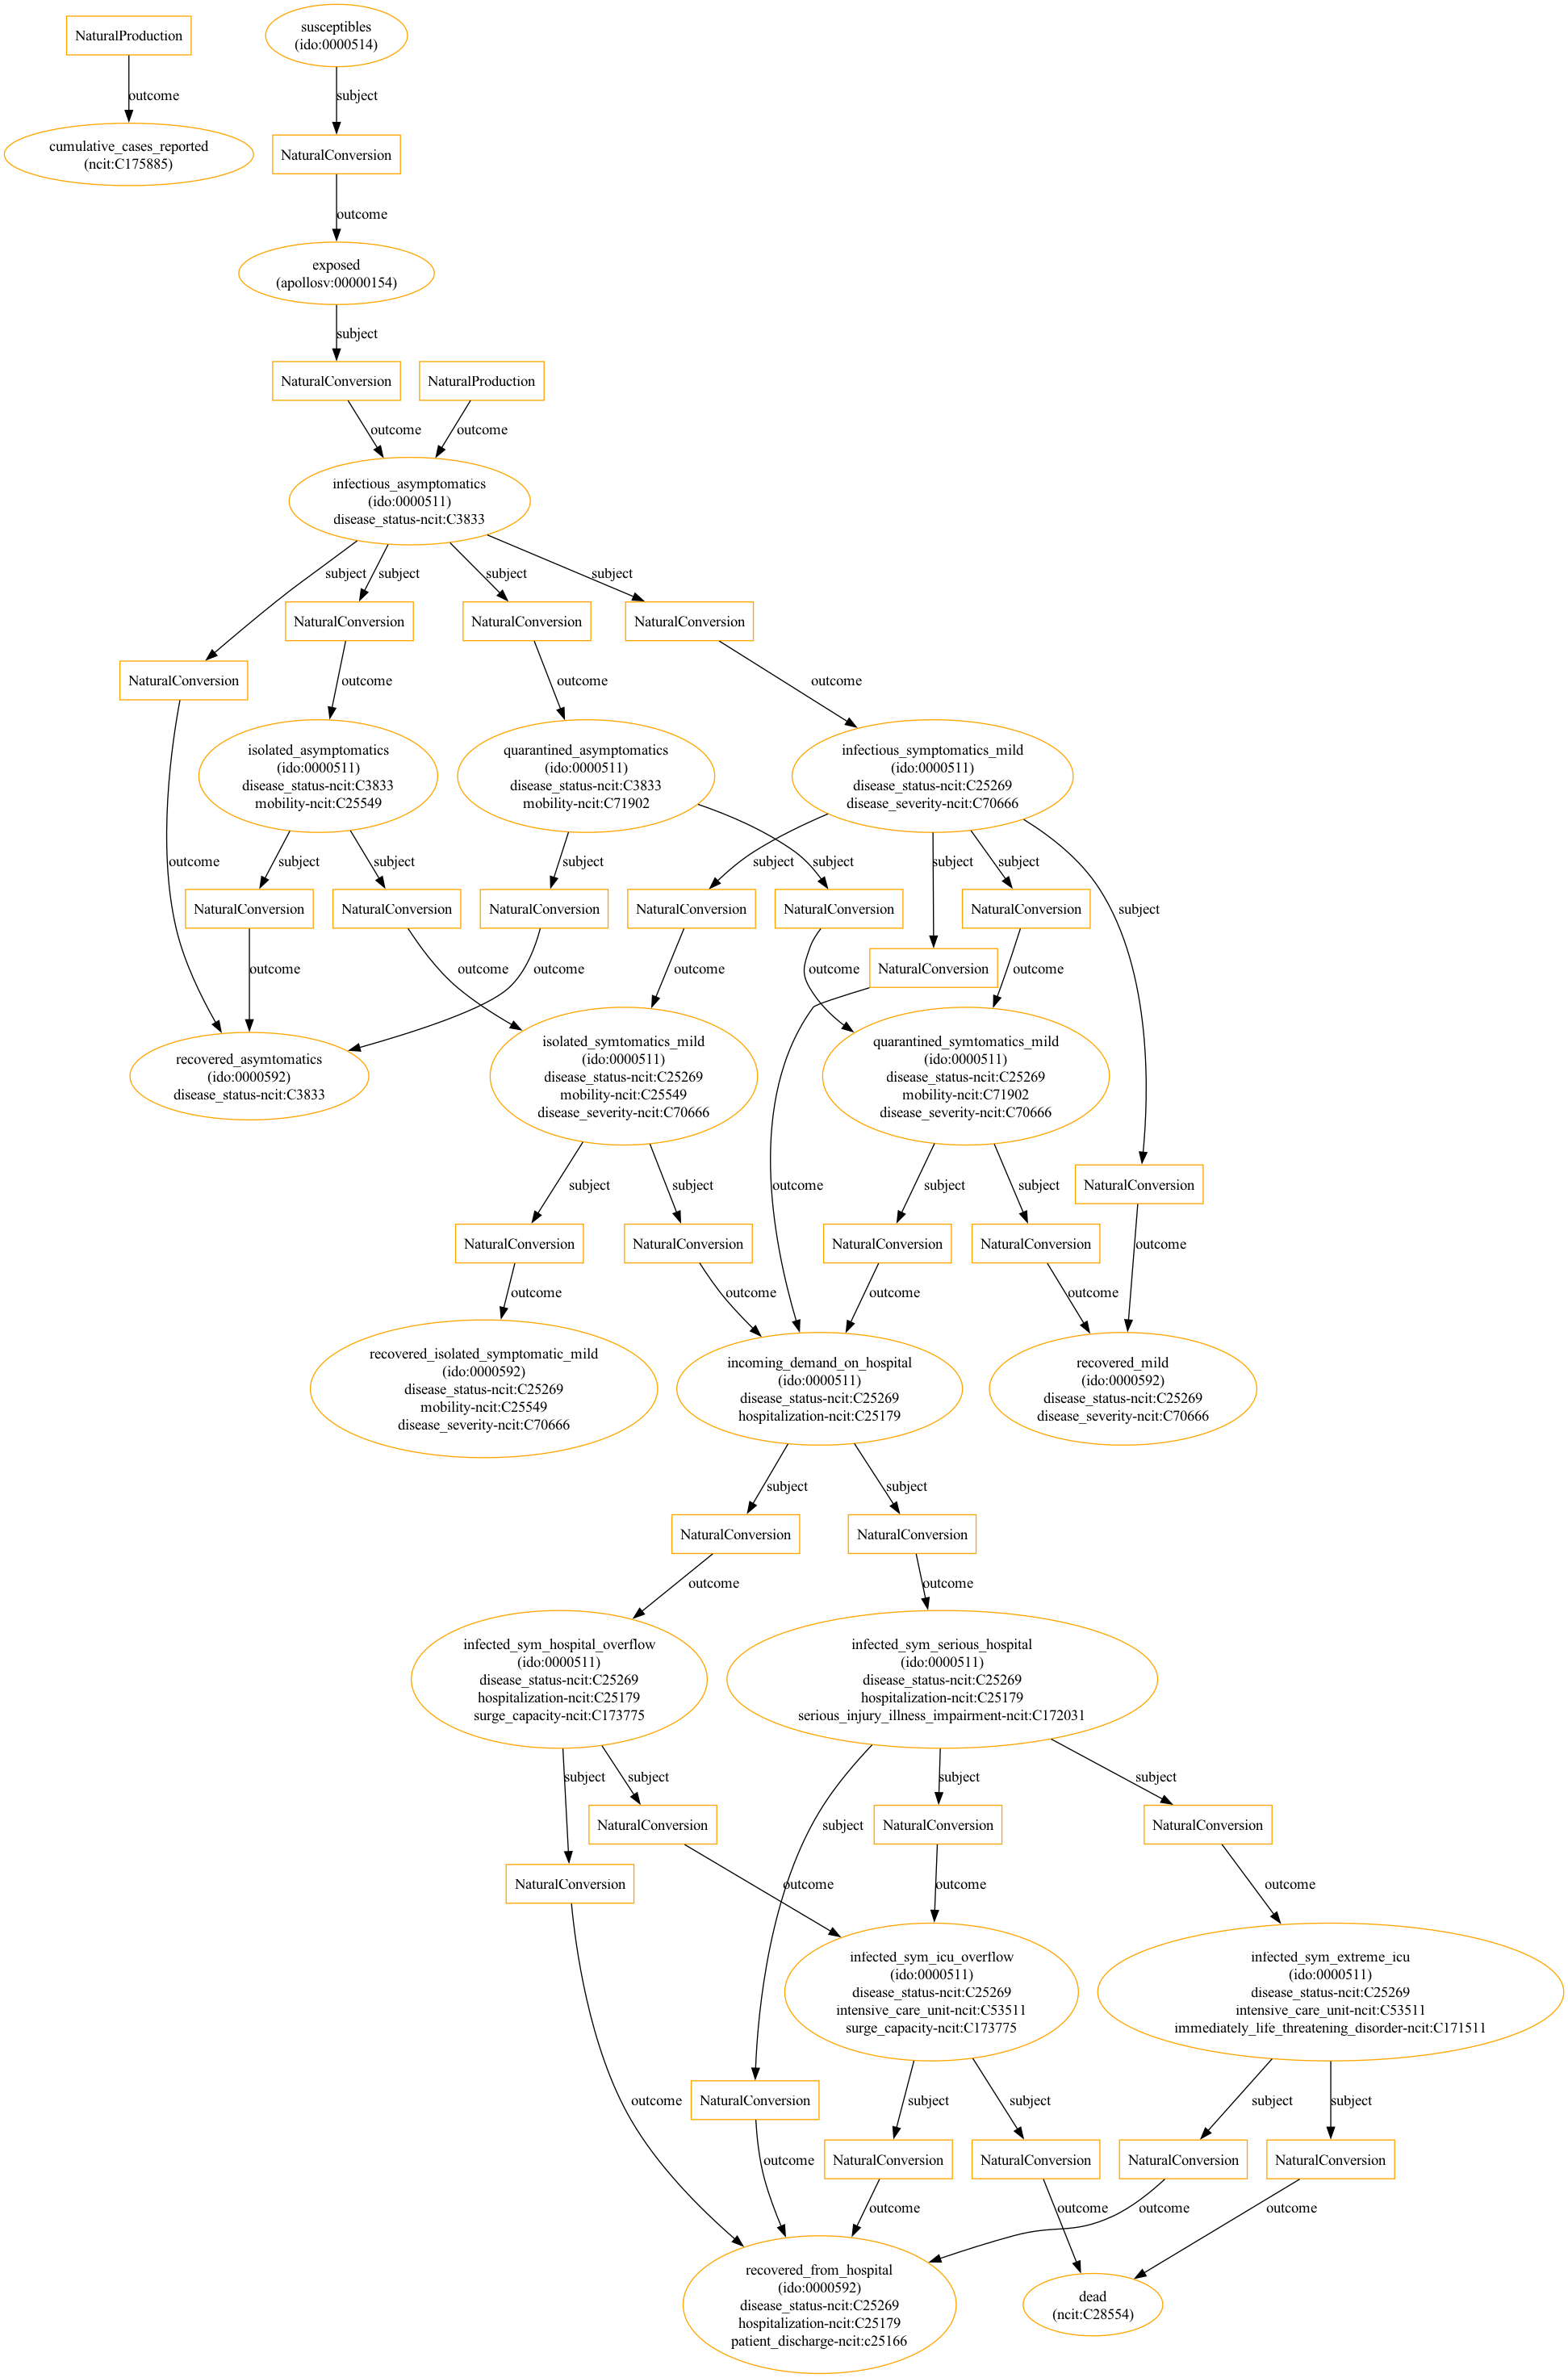 NaturalProduction
susceptibles
(ido:0000514)
outcome
subject
cumulative_cases_reported
(ncit:C175885)
NaturalConversion
outcome
exposed
(apollosv:00000154)
subject
NaturalConversion
NaturalProduction
outcome
outcome
infectious_asymptomatics
(ido:0000511)
disease_status-ncit:C3833
subject
subject
subject
subject
NaturalConversion
NaturalConversion
NaturalConversion
NaturalConversion
outcome
outcome
outcome
isolated_asymptomatics
(ido:0000511)
disease_status-ncit:C3833
mobility-ncit:C25549
quarantined_asymptomatics
(ido:0000511)
disease_status-ncit:C3833
mobility-ncit:C71902
infectious_symptomatics_mild
(ido:0000511)
disease_status-ncit:C25269
disease_severity-ncit:C70666
outcome
subject
subject
subject
subject
subject
subject
subject
subject
NaturalConversion
NaturalConversion
NaturalConversion
NaturalConversion
NaturalConversion
NaturalConversion
NaturalConversion
outcome
outcome
outcome
outcome
outcome
outcome
recovered_asymtomatics
(ido:0000592)
disease_status-ncit:C3833
isolated_symtomatics_mild
(ido:0000511)
disease_status-ncit:C25269
mobility-ncit:C25549
disease_severity-ncit:C70666
quarantined_symtomatics_mild
(ido:0000511)
disease_status-ncit:C25269
mobility-ncit:C71902
disease_severity-ncit:C70666
subject
subject
outcome
subject
subject
NaturalConversion
NaturalConversion
NaturalConversion
NaturalConversion
NaturalConversion
outcome
outcome
outcome
outcome
outcome
recovered_isolated_symptomatic_mild
(ido:0000592)
disease_status-ncit:C25269
mobility-ncit:C25549
disease_severity-ncit:C70666
incoming_demand_on_hospital
(ido:0000511)
disease_status-ncit:C25269
hospitalization-ncit:C25179
recovered_mild
(ido:0000592)
disease_status-ncit:C25269
disease_severity-ncit:C70666
subject
subject
NaturalConversion
NaturalConversion
outcome
outcome
infected_sym_hospital_overflow
(ido:0000511)
disease_status-ncit:C25269
hospitalization-ncit:C25179
surge_capacity-ncit:C173775
infected_sym_serious_hospital
(ido:0000511)
disease_status-ncit:C25269
hospitalization-ncit:C25179
serious_injury_illness_impairment-ncit:C172031
subject
subject
subject
subject
subject
NaturalConversion
NaturalConversion
NaturalConversion
NaturalConversion
outcome
outcome
outcome
infected_sym_icu_overflow
(ido:0000511)
disease_status-ncit:C25269
intensive_care_unit-ncit:C53511
surge_capacity-ncit:C173775
infected_sym_extreme_icu
(ido:0000511)
disease_status-ncit:C25269
intensive_care_unit-ncit:C53511
immediately_life_threatening_disorder-ncit:C171511
outcome
NaturalConversion
subject
subject
subject
subject
outcome
NaturalConversion
NaturalConversion
NaturalConversion
NaturalConversion
outcome
outcome
outcome
outcome
recovered_from_hospital
(ido:0000592)
disease_status-ncit:C25269
hospitalization-ncit:C25179
patient_discharge-ncit:c25166
dead
(ncit:C28554)